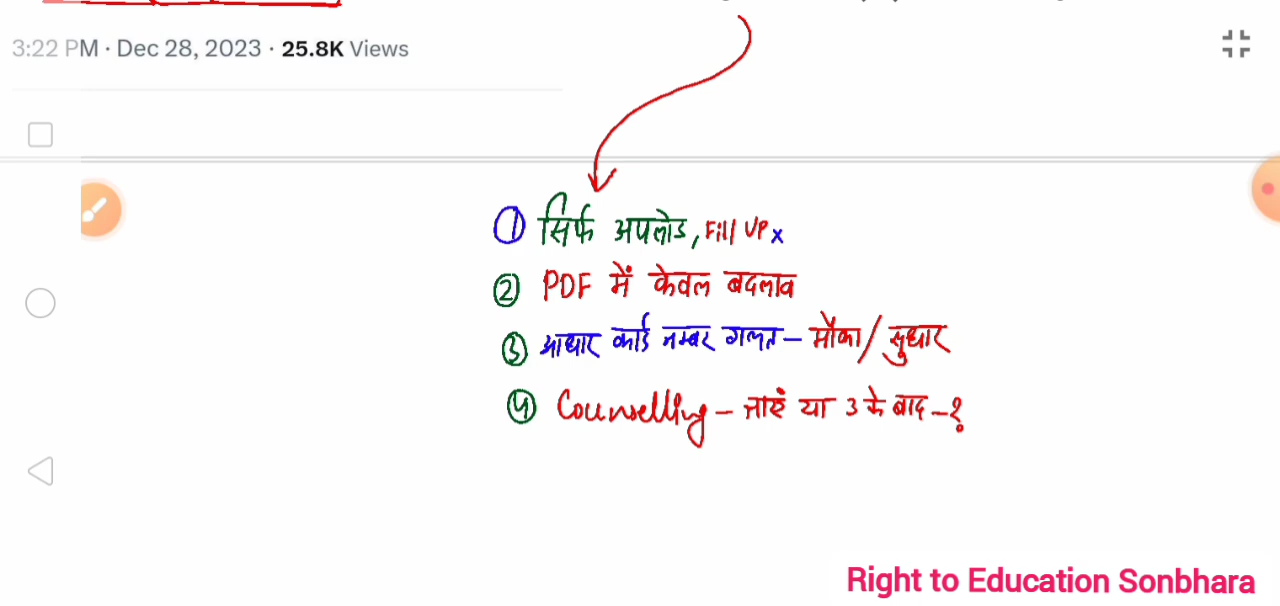 3:22 PM · Dec 28, 2023 · 25.8K Views
① सिर्फ अपलोड, Fill UP x
② PDF में केवल बदलाव
③ आधार कार्ड नम्बर गलत – मौका/सुधार
④ Counselling – जाएं या 3 के बाद – ?
Right to Education Sonbhara